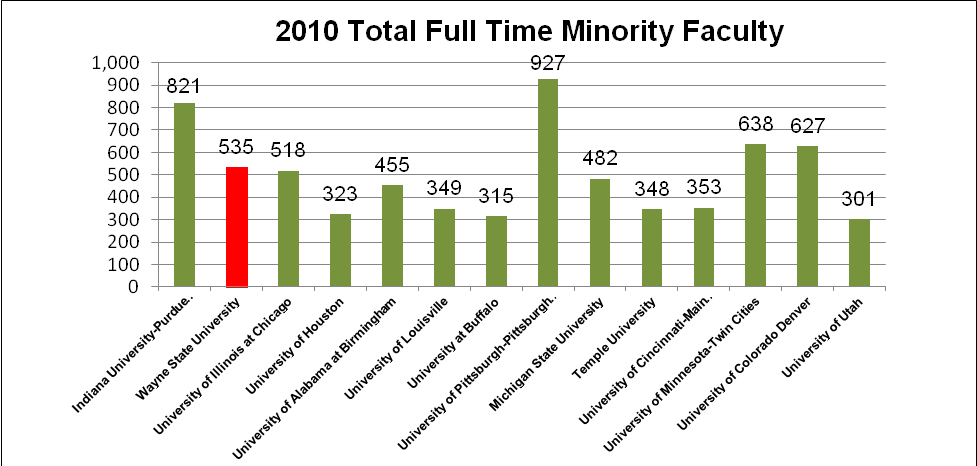 2010 Total Full Time Minority Faculty
1,000
900
800
700
600
500
400
300
200
100
0
821
535
518
323
455
349
315
927
482
348
353
638
627
301
Indiana University-Purdue..
Wayne State University
University of Illinois at Chicago
University of Houston
University of Alabama at Birmingham
University of Louisville
University at Buffalo
University of Pittsburgh-Pittsburgh.
Michigan State University
Temple University
University of Cincinnati-Main.
University of Minnesota-Twin Cities
University of Colorado Denver
University of Utah